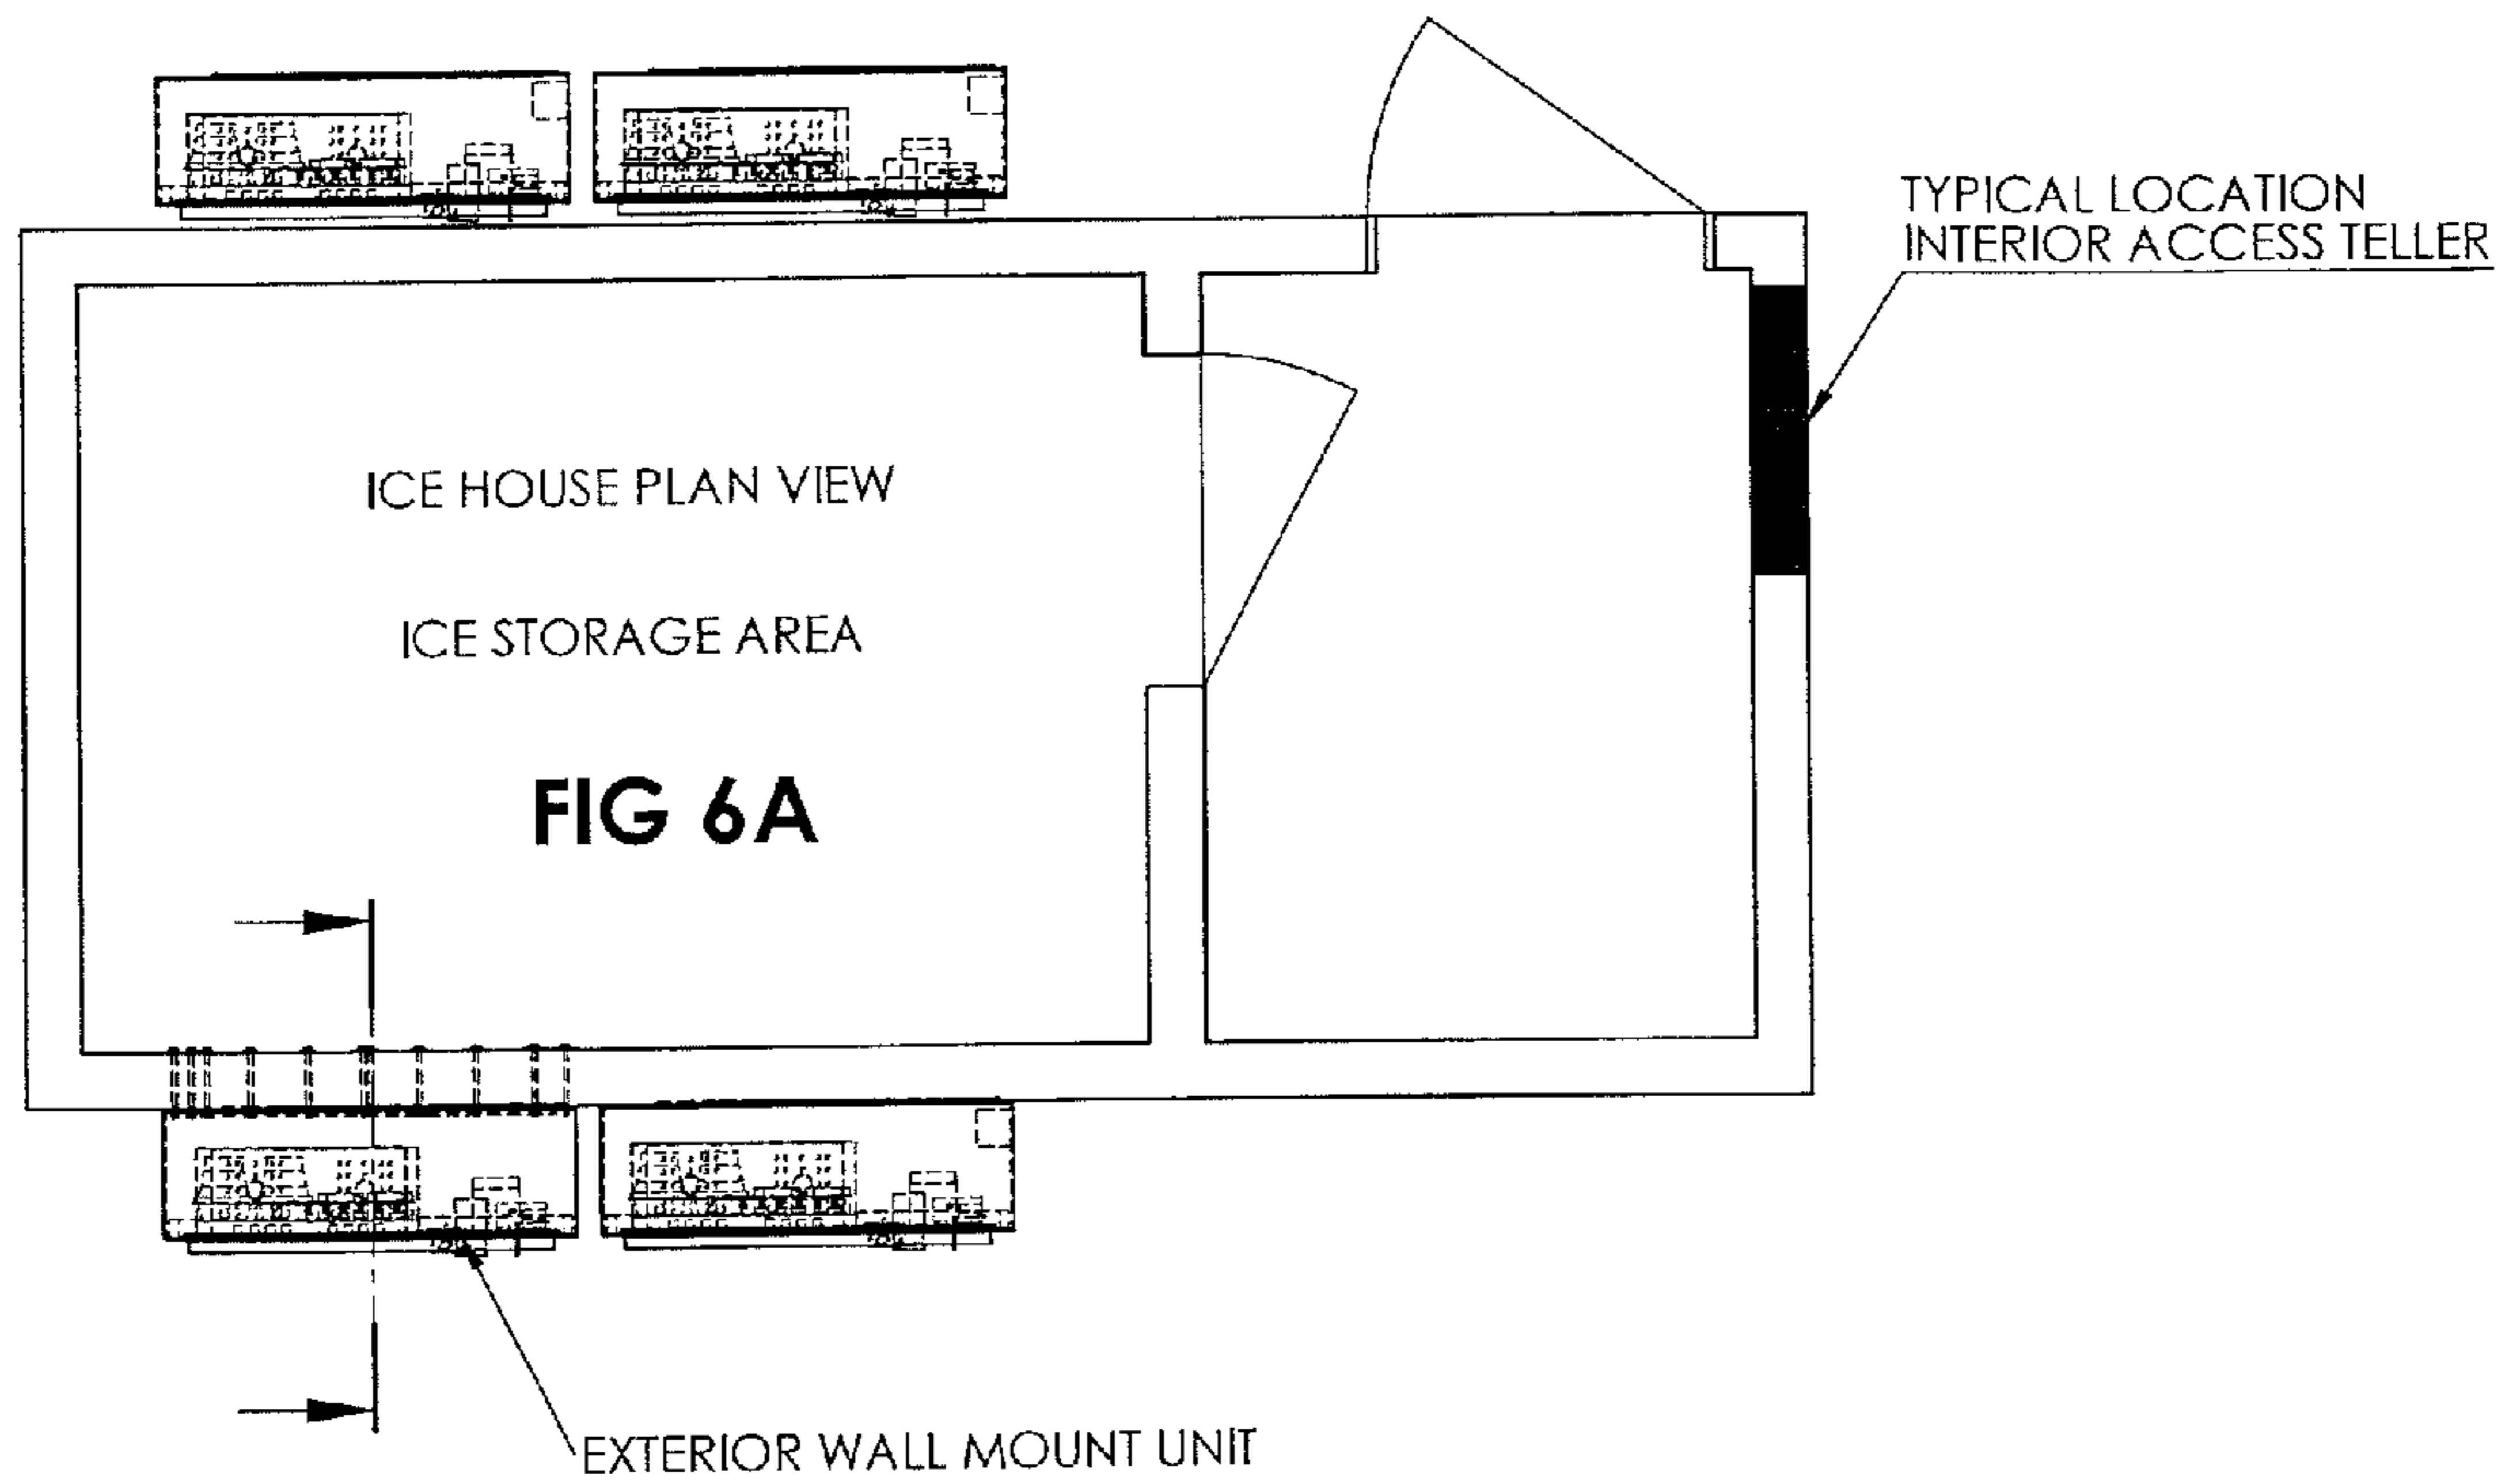 TYPICAL LOCATION
INTERIOR ACCESS TELLER
ICE HOUSE PLAN VIEW
ICE STORAGE AREA
FIG 6A
EXTERIOR WALL MOUNT UNIT